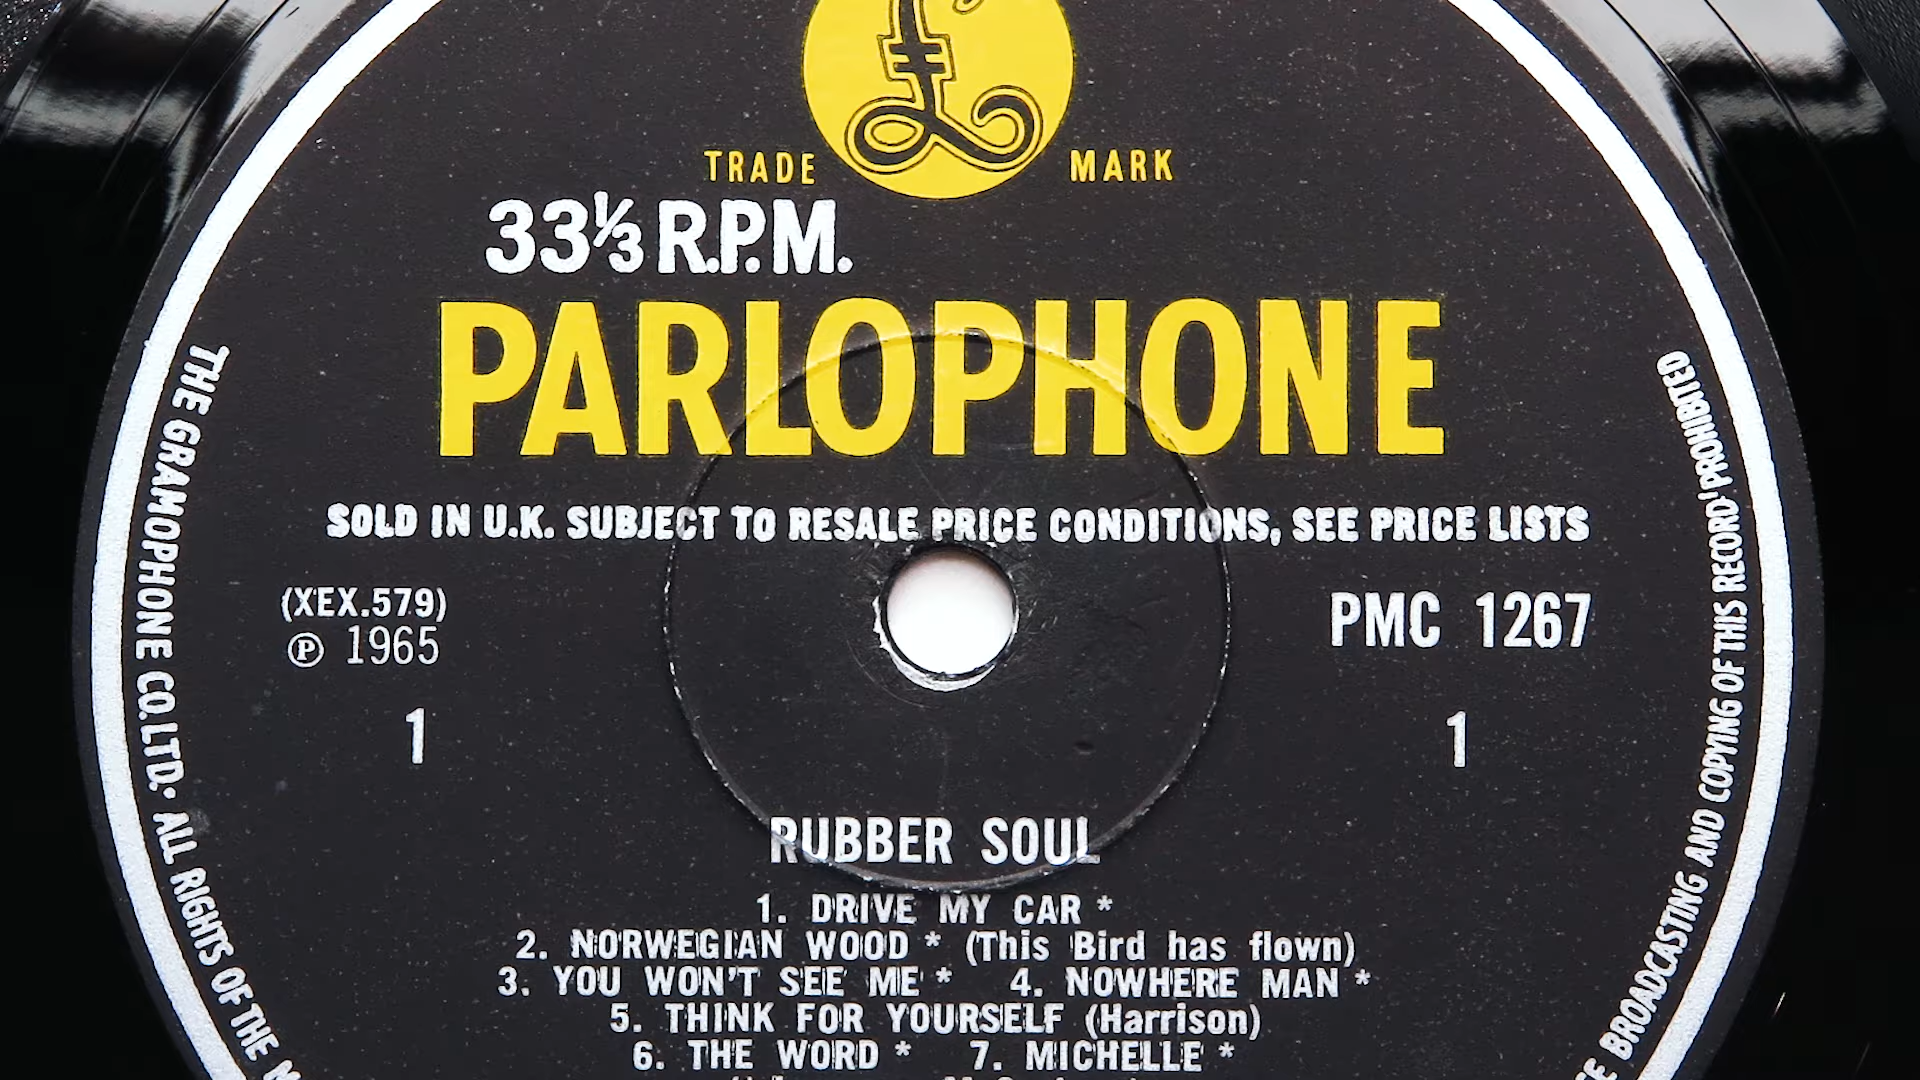 TRADE MARK
33⅓ R.P.M.
PARLOPHONE
SOLD IN U.K. SUBJECT TO RESALE PRICE CONDITIONS, SEE PRICE LISTS
(XEX.579)
℗ 1965
PMC 1267
1 1
RUBBER SOUL
1. DRIVE MY CAR *
2. NORWEGIAN WOOD * (This Bird has flown)
3. YOU WON'T SEE ME * 4. NOWHERE MAN *
5. THINK FOR YOURSELF (Harrison)
6. THE WORD * 7. MICHELLE *
THE GRAMOPHONE CO. LTD. · ALL RIGHTS OF THE
BROADCASTING AND COPYING OF THIS RECORD PROHIBITED